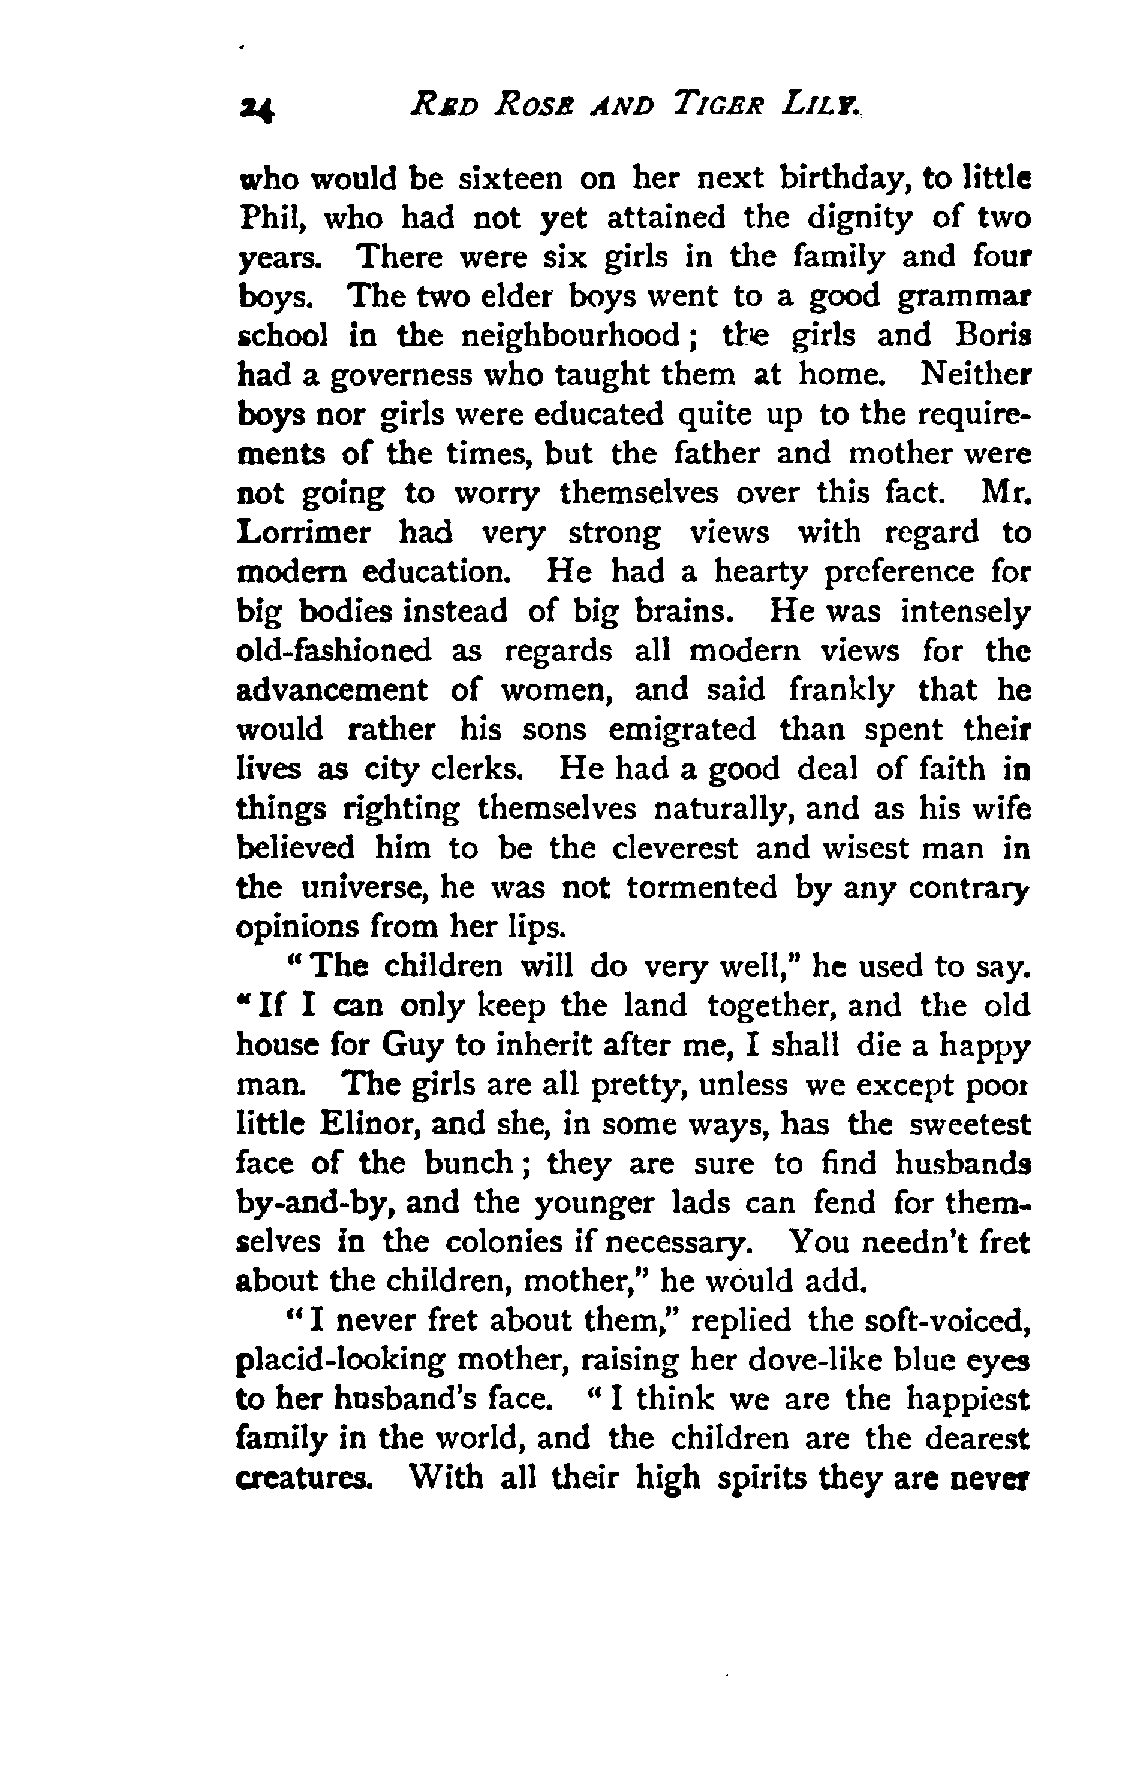 24 RED ROSE AND TIGER LILY.
who would be sixteen on her next birthday, to little
Phil, who had not yet attained the dignity of two
years. There were six girls in the family and four
boys. The two elder boys went to a good grammar
school in the neighbourhood; the girls and Boris
had a governess who taught them at home. Neither
boys nor girls were educated quite up to the require-
ments of the times, but the father and mother were
not going to worry themselves over this fact. Mr.
Lorrimer had very strong views with regard to
modern education. He had a hearty preference for
big bodies instead of big brains. He was intensely
old-fashioned as regards all modern views for the
advancement of women, and said frankly that he
would rather his sons emigrated than spent their
lives as city clerks. He had a good deal of faith in
things righting themselves naturally, and as his wife
believed him to be the cleverest and wisest man in
the universe, he was not tormented by any contrary
opinions from her lips.
"The children will do very well," he used to say.
"If I can only keep the land together, and the old
house for Guy to inherit after me, I shall die a happy
man. The girls are all pretty, unless we except poor
little Elinor, and she, in some ways, has the sweetest
face of the bunch; they are sure to find husbands
by-and-by, and the younger lads can fend for them-
selves in the colonies if necessary. You needn't fret
about the children, mother," he would add.
"I never fret about them," replied the soft-voiced,
placid-looking mother, raising her dove-like blue eyes
to her husband's face. "I think we are the happiest
family in the world, and the children are the dearest
creatures. With all their high spirits they are never